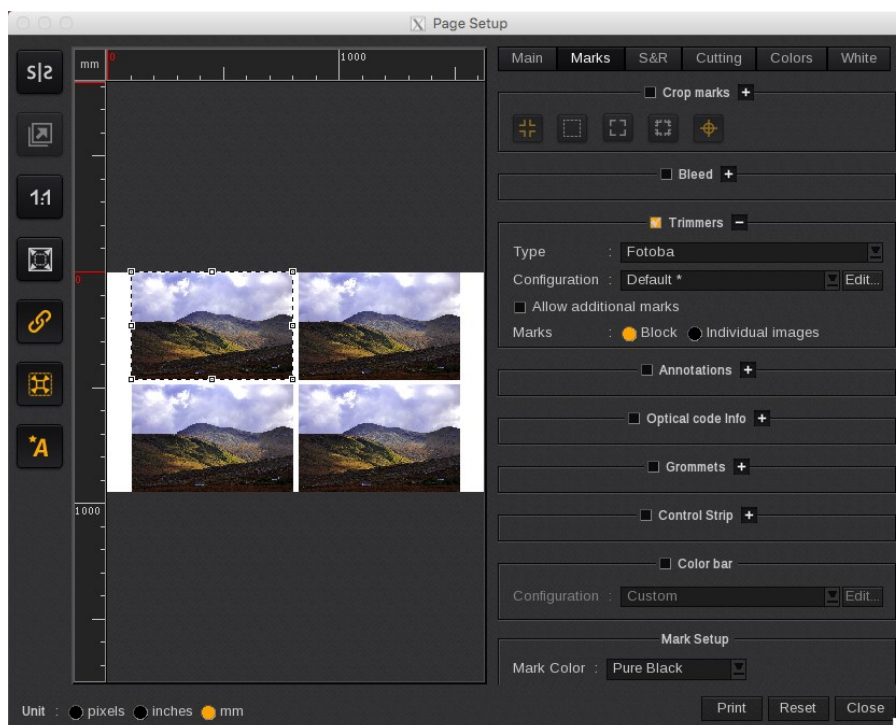 Page Setup
mm
0
1000
0
1000
S|S
1:1
*A
Main Marks S&R Cutting Colors White
Crop marks +
Bleed +
Trimmers −
Type : Fotoba
Configuration : Default * Edit...
Allow additional marks
Marks : Block Individual images
Annotations +
Optical code Info +
Grommets +
Control Strip +
Color bar
Configuration : Custom Edit...
Mark Setup
Mark Color : Pure Black
Unit : pixels inches mm
Print Reset Close